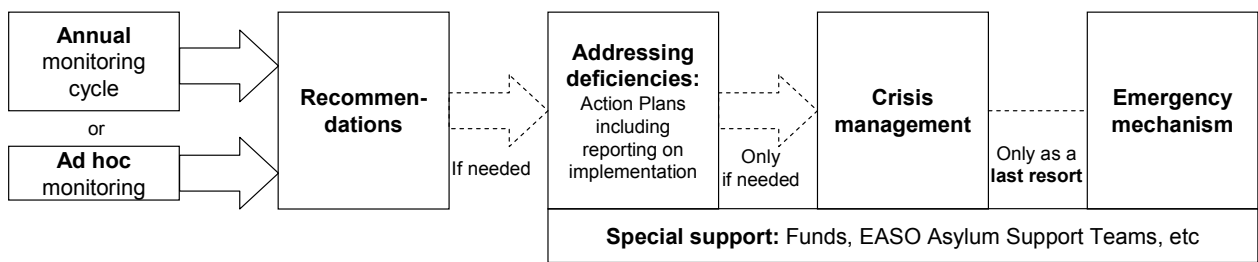 Annual
monitoring
cycle
or
Ad hoc
monitoring
Recommen-
dations
If needed
Addressing
deficiencies:
Action Plans
including
reporting on
implementation
Only
if needed
Crisis
management
Only as a
last resort
Emergency
mechanism
Special support: Funds, EASO Asylum Support Teams, etc